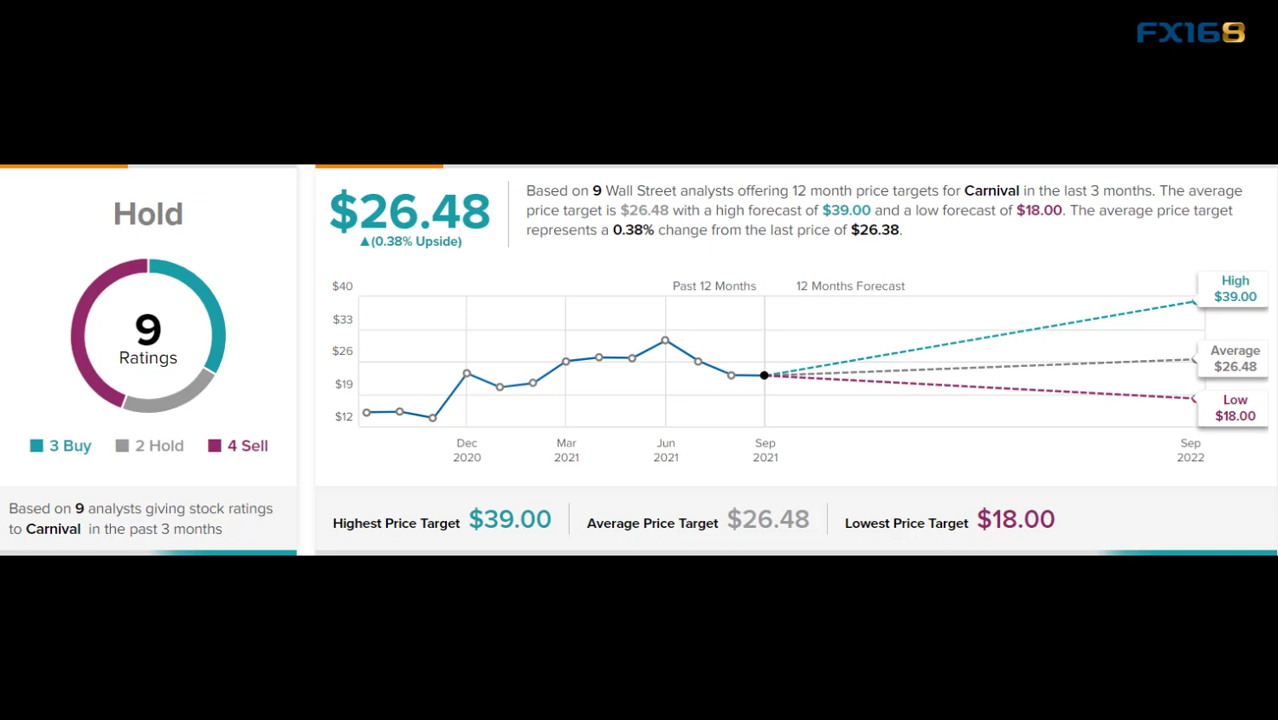 FX168
Hold
9
Ratings
3 Buy 2 Hold 4 Sell
Based on 9 analysts giving stock ratings
to Carnival in the past 3 months
$26.48
▲(0.38% Upside)
Based on 9 Wall Street analysts offering 12 month price targets for Carnival in the last 3 months. The average
price target is $26.48 with a high forecast of $39.00 and a low forecast of $18.00. The average price target
represents a 0.38% change from the last price of $26.38.
Past 12 Months 12 Months Forecast
$40
$33
$26
$19
$12
High
$39.00
Average
$26.48
Low
$18.00
Dec Mar Jun Sep Sep
2020 2021 2021 2021 2022
Highest Price Target $39.00 Average Price Target $26.48 Lowest Price Target $18.00